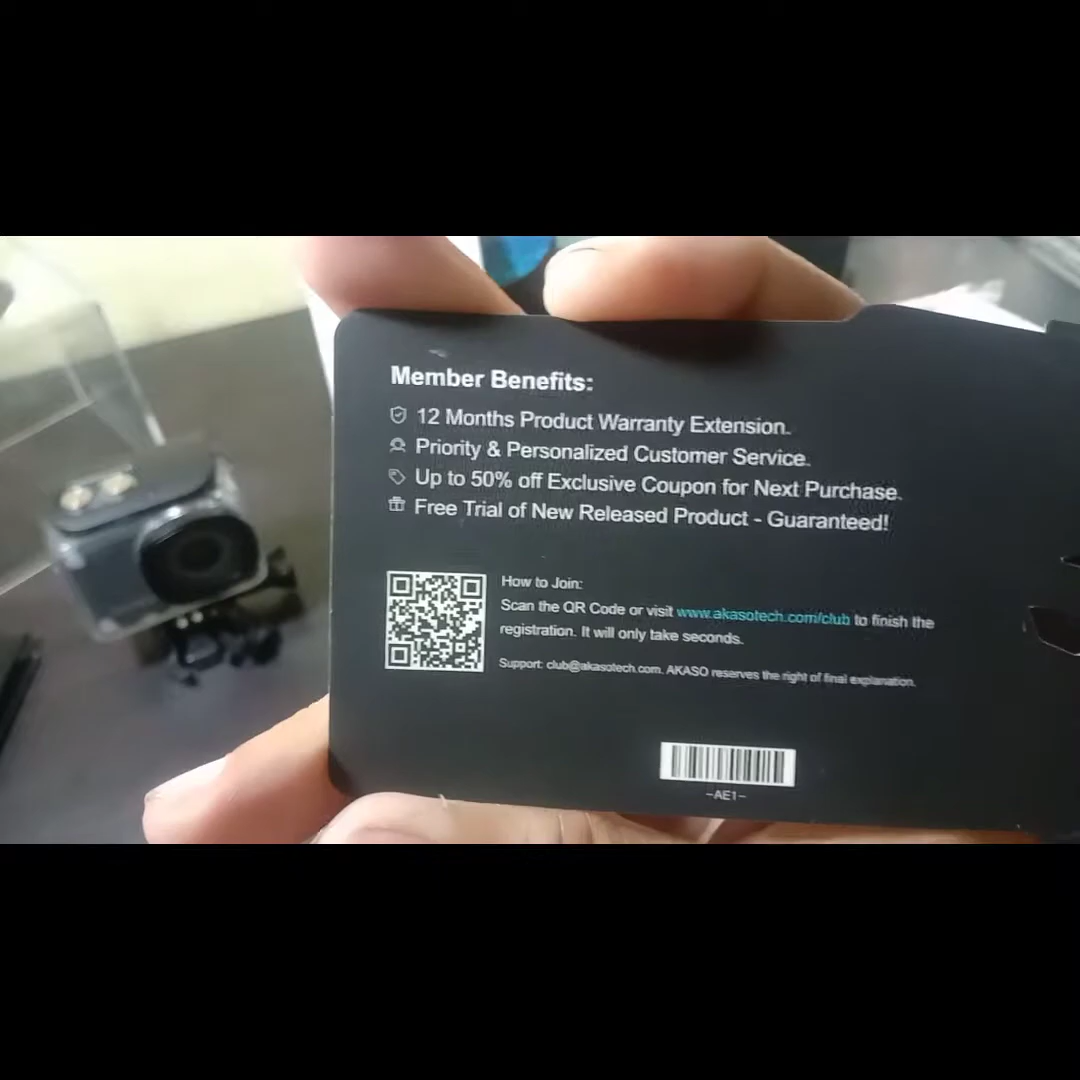 Member Benefits:
12 Months Product Warranty Extension.
Priority & Personalized Customer Service.
Up to 50% off Exclusive Coupon for Next Purchase.
Free Trial of New Released Product - Guaranteed!
How to Join:
Scan the QR Code or visit www.akasotech.com/club to finish the
registration. It will only take seconds.
Support: club@akasotech.com. AKASO reserves the right of final explanation.
-AE1-